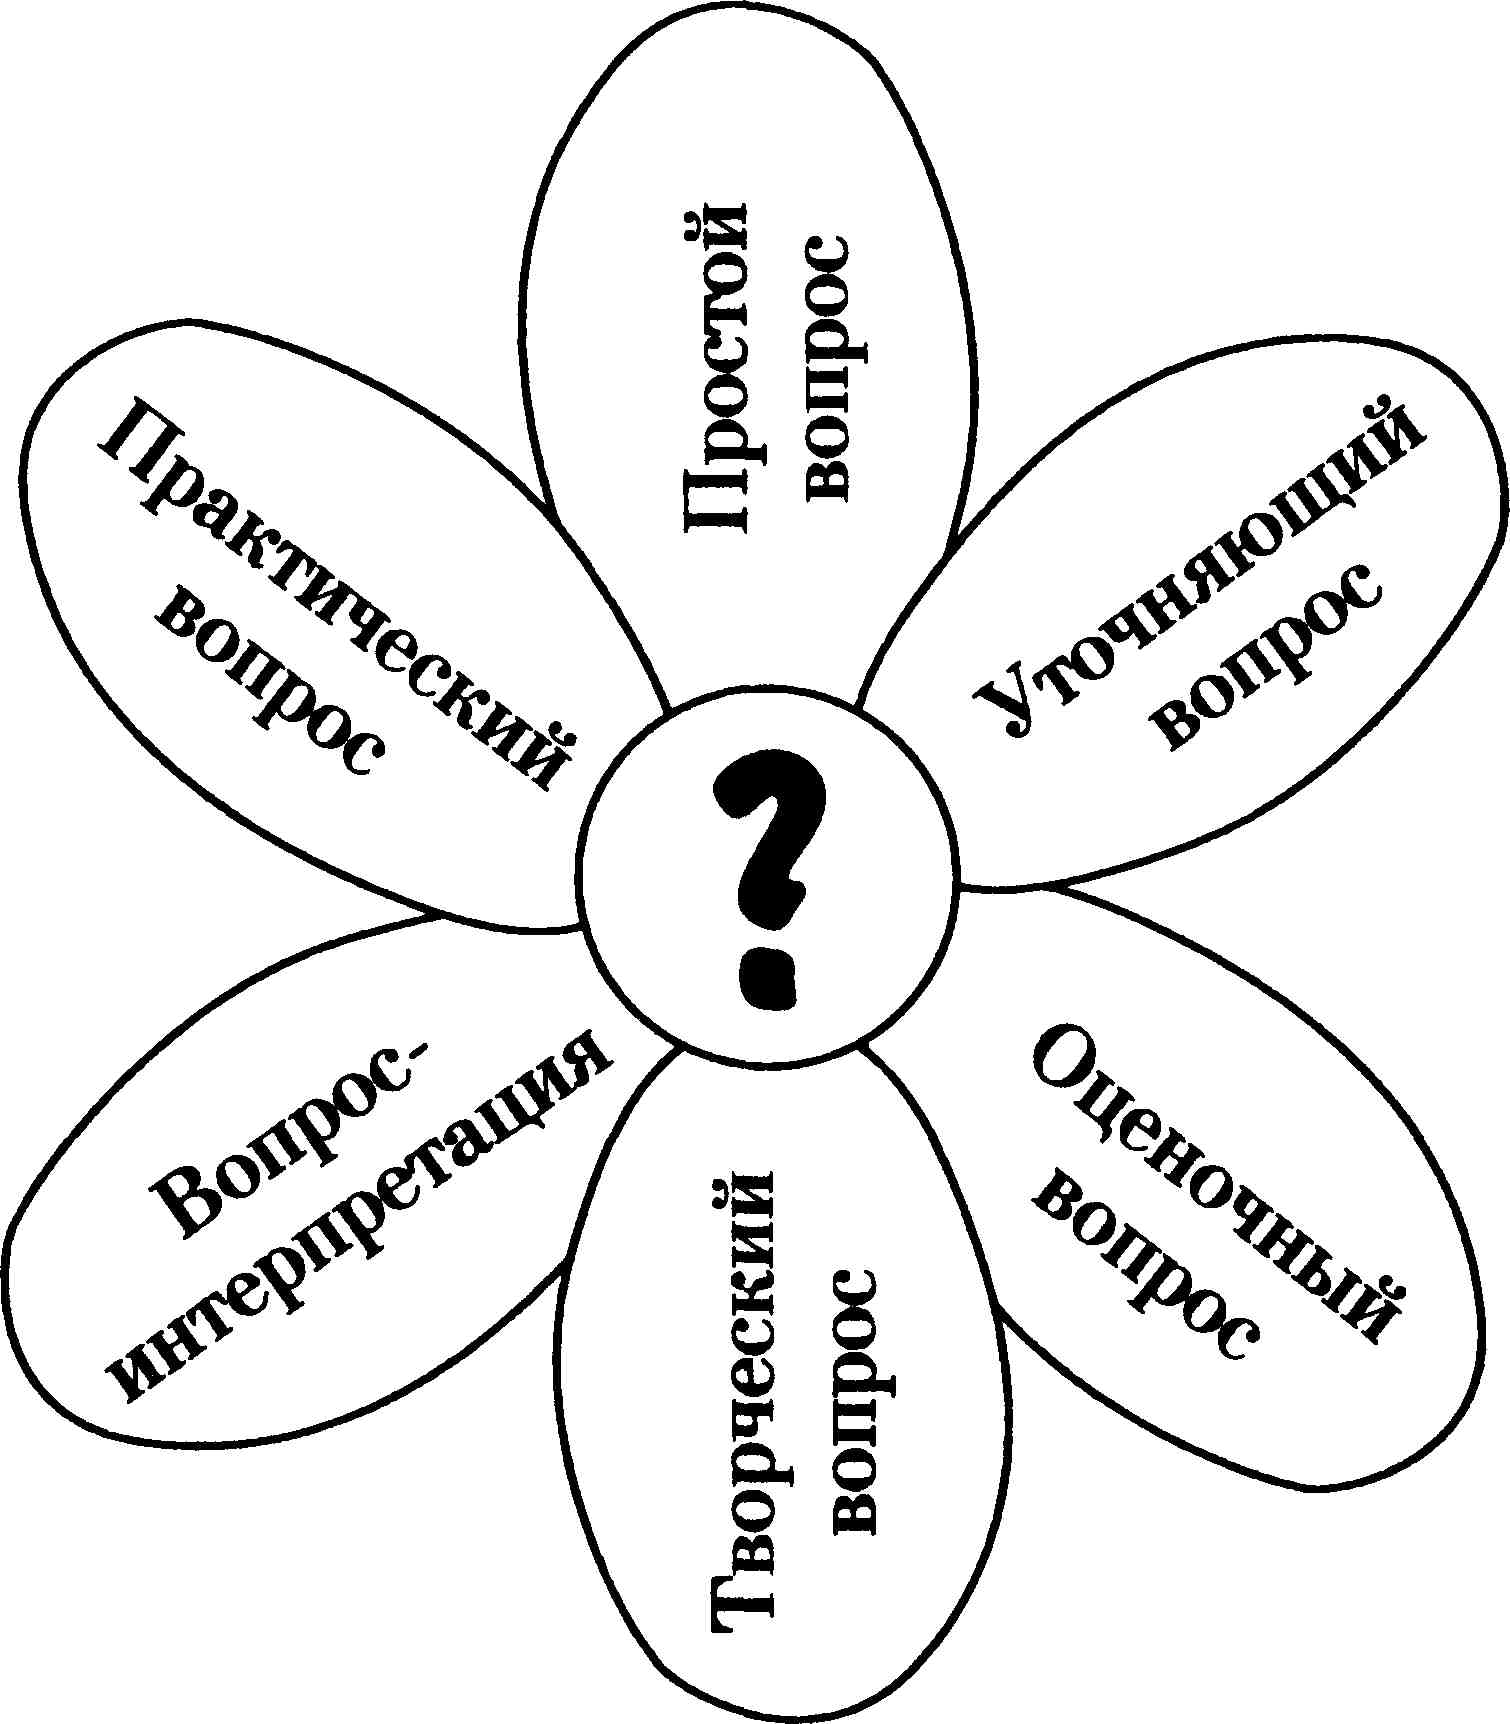 Простой
вопрос
Уточняющий
вопрос
Оценочный
вопрос
Творческий
вопрос
Вопрос-
интерпретация
Практический
вопрос
?